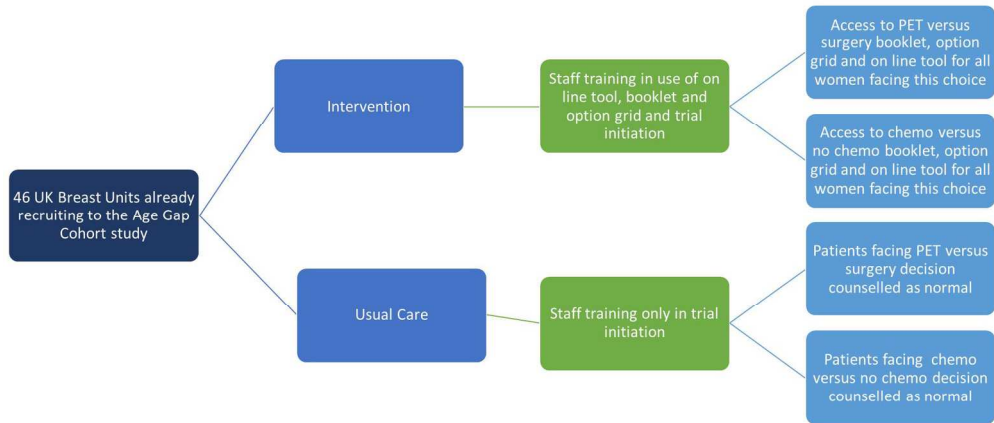 46 UK Breast Units already
recruiting to the Age Gap
Cohort study
Intervention
Usual Care
Staff training in use of on
line tool, booklet and
option grid and trial
initiation
Staff training only in trial
initiation
Access to PET versus
surgery booklet, option
grid and on line tool for all
women facing this choice
Access to chemo versus
no chemo booklet, option
grid and on line tool for all
women facing this choice
Patients facing PET versus
surgery decision
counselled as normal
Patients facing chemo
versus no chemo decision
counselled as normal